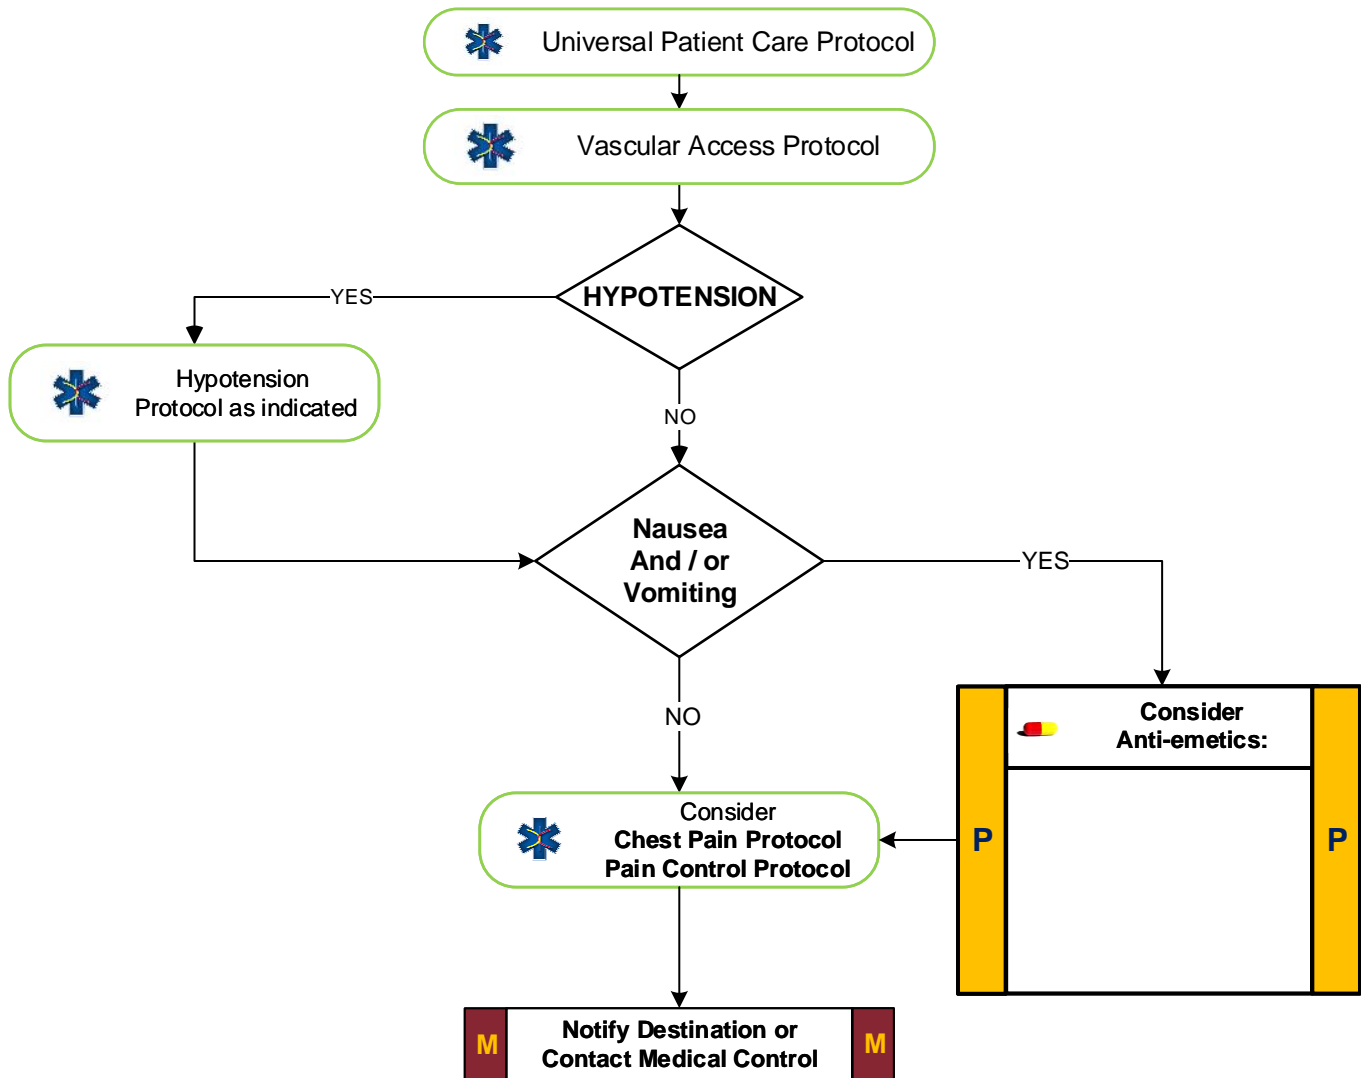 Universal Patient Care Protocol
Vascular Access Protocol
HYPOTENSION
YES
Hypotension
Protocol as indicated
NO
Nausea
And / or
Vomiting
YES
NO
Consider
Anti-emetics:
P
P
Consider
Chest Pain Protocol
Pain Control Protocol
M
Notify Destination or
Contact Medical Control
M